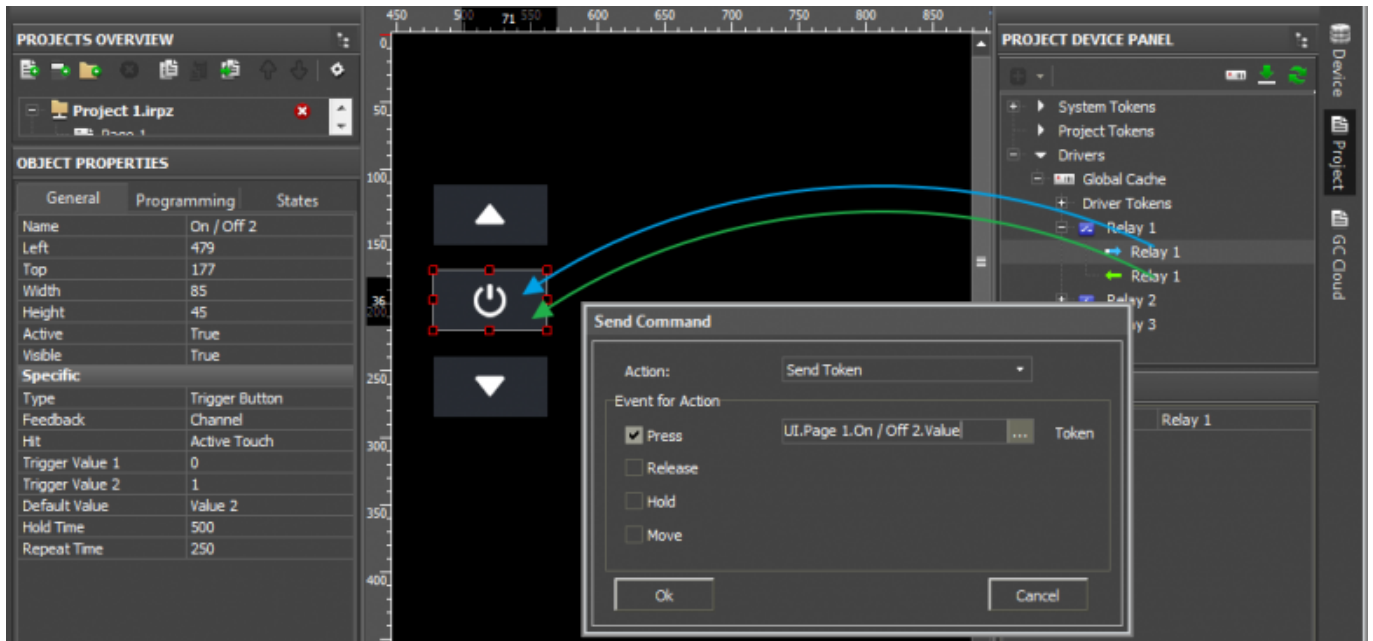 PROJECTS OVERVIEW
Project 1.irpz
OBJECT PROPERTIES
General Programming States
Name On / Off 2
Left 479
Top 177
Width 85
Height 45
Active True
Visible True
Specific
Type Trigger Button
Feedback Channel
Hit Active Touch
Trigger Value 1 0
Trigger Value 2 1
Default Value Value 2
Hold Time 500
Repeat Time 250
450 71 550 600 650 700 750 800 850
0
50
100
150
36
200
250
300
350
400
Send Command
Action: Send Token
Event for Action
Press UI.Page 1.On / Off 2.Value ... Token
Release
Hold
Move
Ok Cancel
PROJECT DEVICE PANEL
System Tokens
Project Tokens
Drivers
Global Cache
Driver Tokens
Relay 1
Relay 1
Relay 1
Relay 2
3
Relay 1
Device
Project
GC Cloud